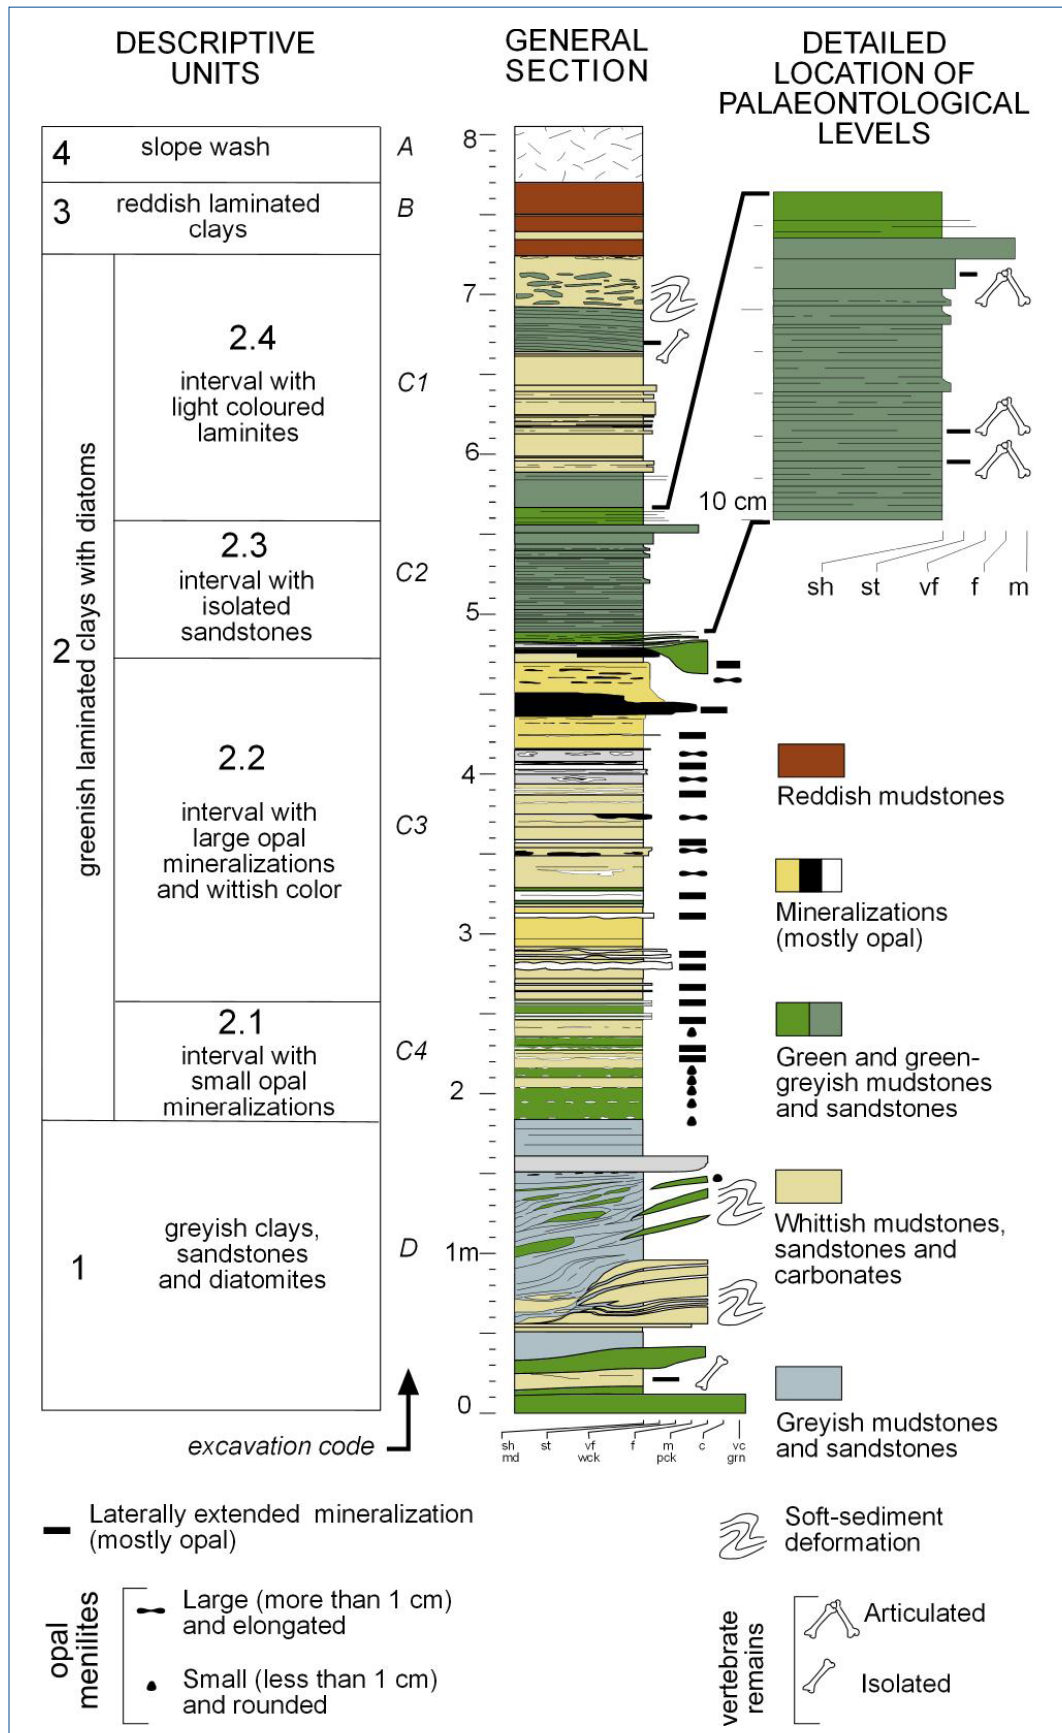 DESCRIPTIVE
UNITS
GENERAL
SECTION
DETAILED
LOCATION OF
PALAEONTOLOGICAL
LEVELS
4
slope wash
A
3
reddish laminated
clays
B
2
greenish laminated clays with diatoms
2.4
interval with
light coloured
laminites
C1
2.3
interval with
isolated
sandstones
C2
2.2
interval with
large opal
mineralizations
and wittish color
C3
2.1
interval with
small opal
mineralizations
C4
1
greyish clays,
sandstones
and diatomites
D
excavation code
8
7
6
5
4
3
2
1m
0
sh st vf f m c vc
md wck pck grn
10 cm
sh st vf f m
Reddish mudstones
Mineralizations
(mostly opal)
Green and green-
greyish mudstones
and sandstones
Whittish mudstones,
sandstones and
carbonates
Greyish mudstones
and sandstones
Laterally extended mineralization
(mostly opal)
opal
menilites
Large (more than 1 cm)
and elongated
Small (less than 1 cm)
and rounded
Soft-sediment
deformation
vertebrate
remains
Articulated
Isolated